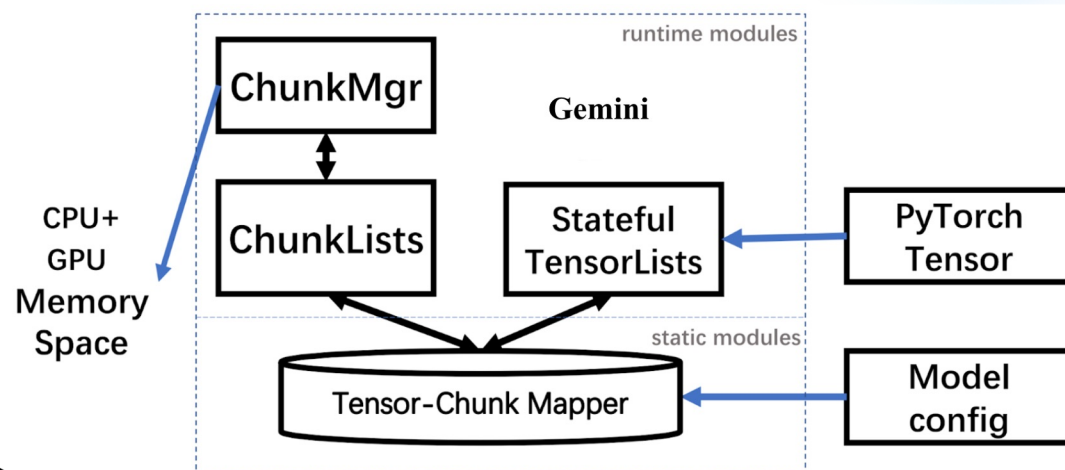 runtime modules
ChunkMgr
Gemini
ChunkLists
Stateful
TensorLists
PyTorch
Tensor
CPU+
GPU
Memory
Space
static modules
Tensor-Chunk Mapper
Model
config